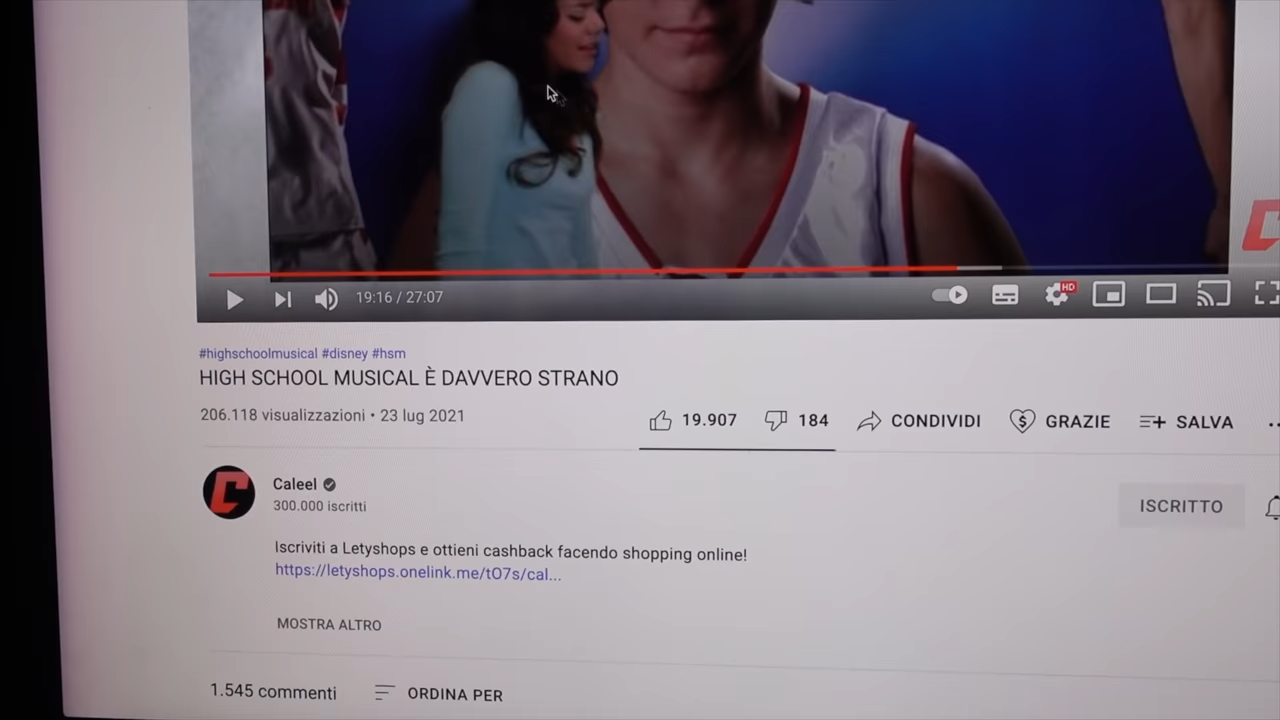 19:16 / 27:07
HD
#highschoolmusical #disney #hsm
HIGH SCHOOL MUSICAL È DAVVERO STRANO
206.118 visualizzazioni • 23 lug 2021
19.907 184 CONDIVIDI GRAZIE SALVA
Caleel
300.000 iscritti
ISCRITTO
Iscriviti a Letyshops e ottieni cashback facendo shopping online!
https://letyshops.onelink.me/tO7s/cal...
MOSTRA ALTRO
1.545 commenti ORDINA PER